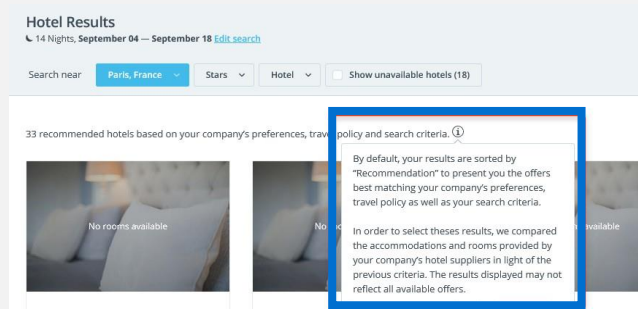 Hotel Results
14 Nights, September 04 — September 18 Edit search
Search near Paris, France Stars Hotel Show unavailable hotels (18)
33 recommended hotels based on your company's preferences, travel policy and search criteria.
By default, your results are sorted by
"Recommendation" to present you the offers
best matching your company's preferences,
travel policy as well as your search criteria.
In order to select theses results, we compared
the accommodations and rooms provided by
your company's hotel suppliers in light of the
previous criteria. The results displayed may not
reflect all available offers.
No rooms available
No
available